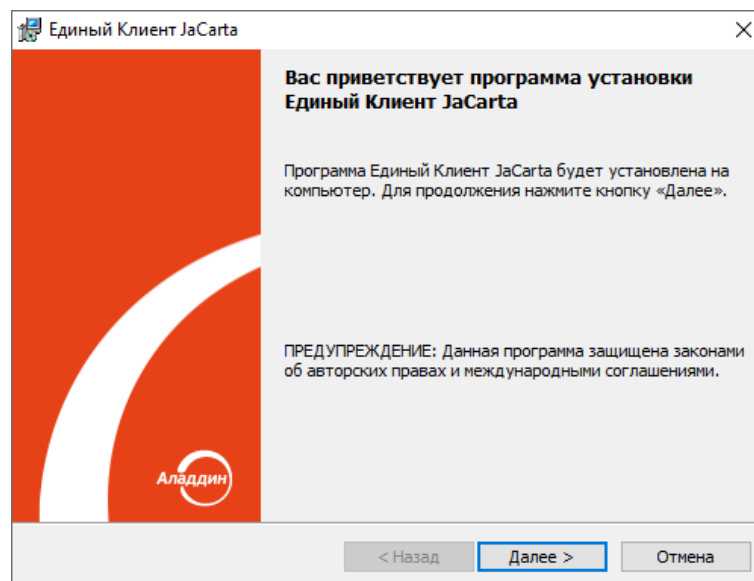 Единый Клиент JaCarta
Вас приветствует программа установки
Единый Клиент JaCarta
Программа Единый Клиент JaCarta будет установлена на
компьютер. Для продолжения нажмите кнопку «Далее».
ПРЕДУПРЕЖДЕНИЕ: Данная программа защищена законами
об авторских правах и международными соглашениями.
Аладдин
< Назад
Далее >
Отмена